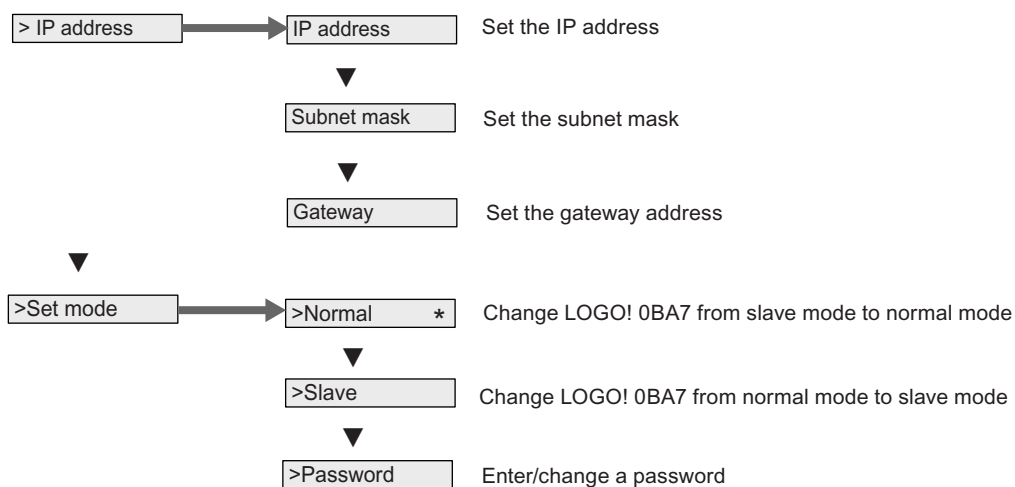 > IP address
IP address
Set the IP address
Subnet mask
Set the subnet mask
Gateway
Set the gateway address
>Set mode
>Normal *
Change LOGO! 0BA7 from slave mode to normal mode
>Slave
Change LOGO! 0BA7 from normal mode to slave mode
>Password
Enter/change a password